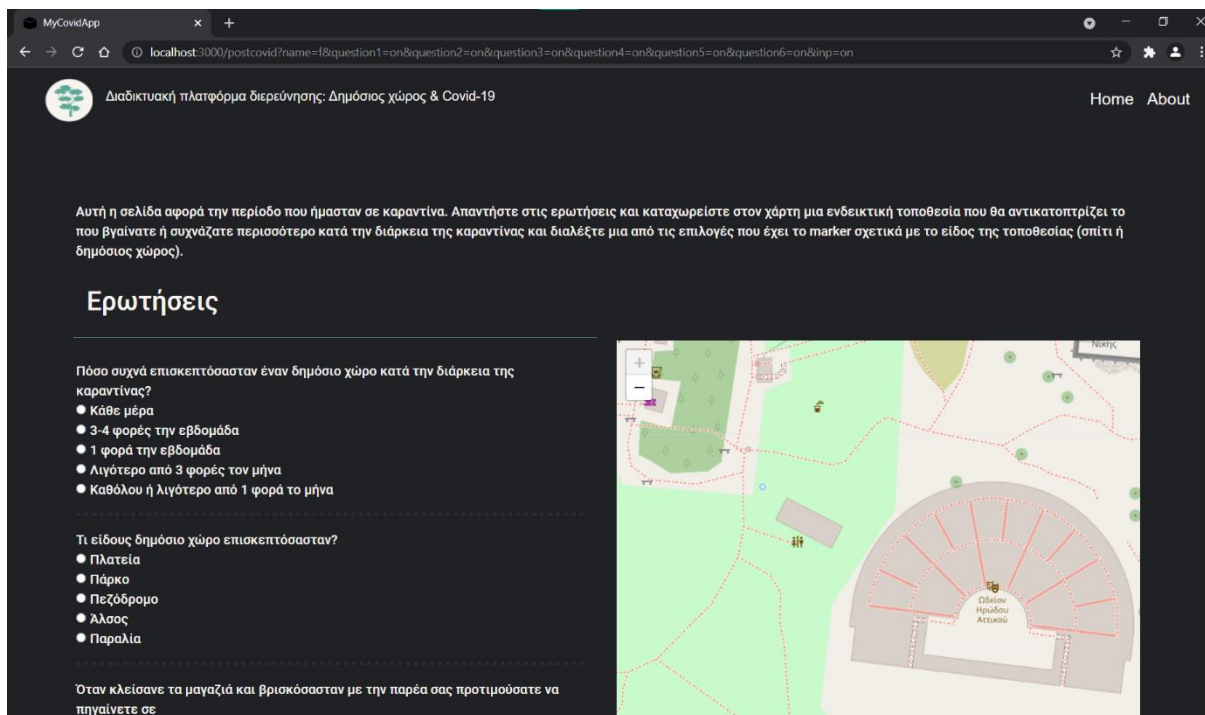 MyCovidApp
localhost:3000/postcovid?name=f&question1=on&question2=on&question3=on&question4=on&question5=on&question6=on&inp=on
Διαδικτυακή πλατφόρμα διερεύνησης: Δημόσιος χώρος & Covid-19
Home About
Αυτή η σελίδα αφορά την περίοδο που ήμασταν σε καραντίνα. Απαντήστε στις ερωτήσεις και καταχωρείστε στον χάρτη μια ενδεικτική τοποθεσία που θα αντικατοπτρίζει το
που βγαίνατε ή συχνάζατε περισσότερο κατά την διάρκεια της καραντίνας και διαλέξτε μια από τις επιλογές που έχει το marker σχετικά με το είδος της τοποθεσίας (σπίτι ή
δημόσιος χώρος).
Ερωτήσεις
Πόσο συχνά επισκεπτόσασταν έναν δημόσιο χώρο κατά την διάρκεια της
καραντίνας?
Κάθε μέρα
3-4 φορές την εβδομάδα
1 φορά την εβδομάδα
Λιγότερο από 3 φορές τον μήνα
Καθόλου ή λιγότερο από 1 φορά το μήνα
Τι είδους δημόσιο χώρο επισκεπτόσασταν?
Πλατεία
Πάρκο
Πεζόδρομο
Άλσος
Παραλία
Όταν κλείσανε τα μαγαζιά και βρισκόσασταν με την παρέα σας προτιμούσατε να
πηγαίνετε σε
+
−
Νίκης
Ωδείον
Ηρώδου
Αττικού